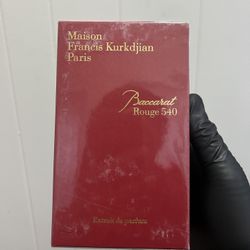 Maison
Francis Kurkdjian
Paris
Baccarat
Rouge 540
Extrait de parfum